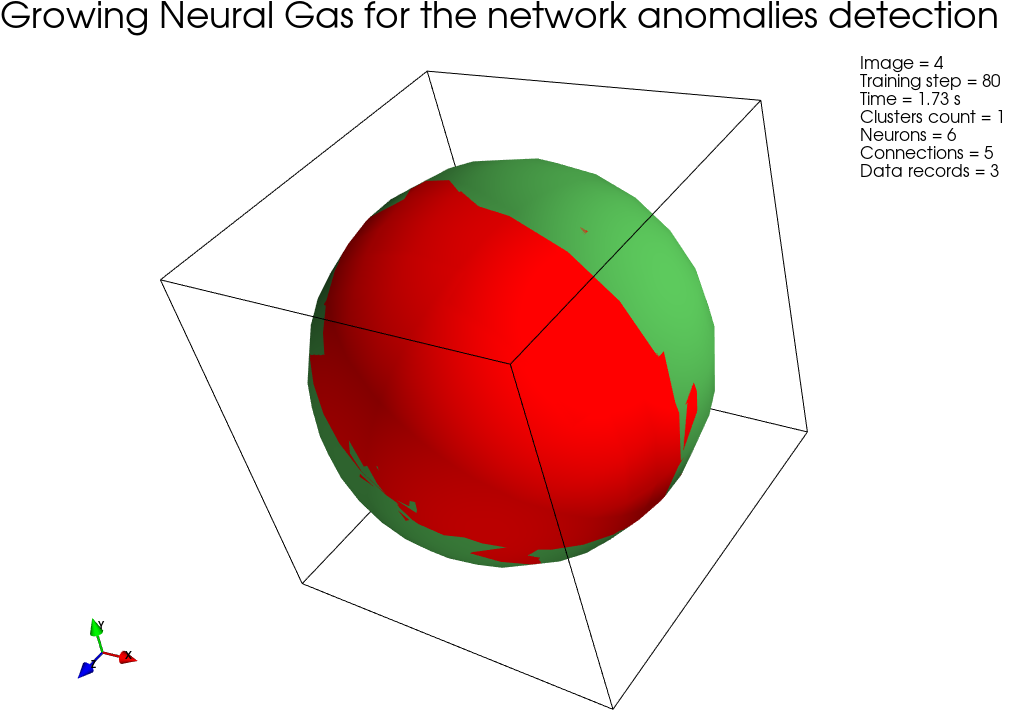 Growing Neural Gas for the network anomalies detection
Image = 4
Training step = 80
Time = 1.73 s
Clusters count = 1
Neurons = 6
Connections = 5
Data records = 3
Y
X
Z